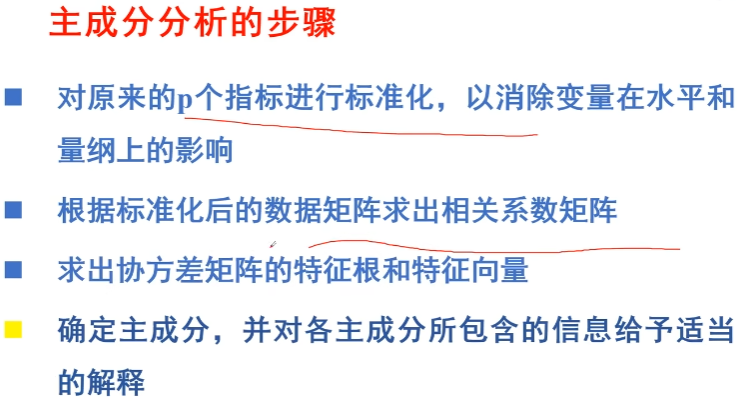 主成分分析的步骤
对原来的p个指标进行标准化，以消除变量在水平和
量纲上的影响
根据标准化后的数据矩阵求出相关系数矩阵
求出协方差矩阵的特征根和特征向量
确定主成分，并对各主成分所包含的信息给予适当
的解释